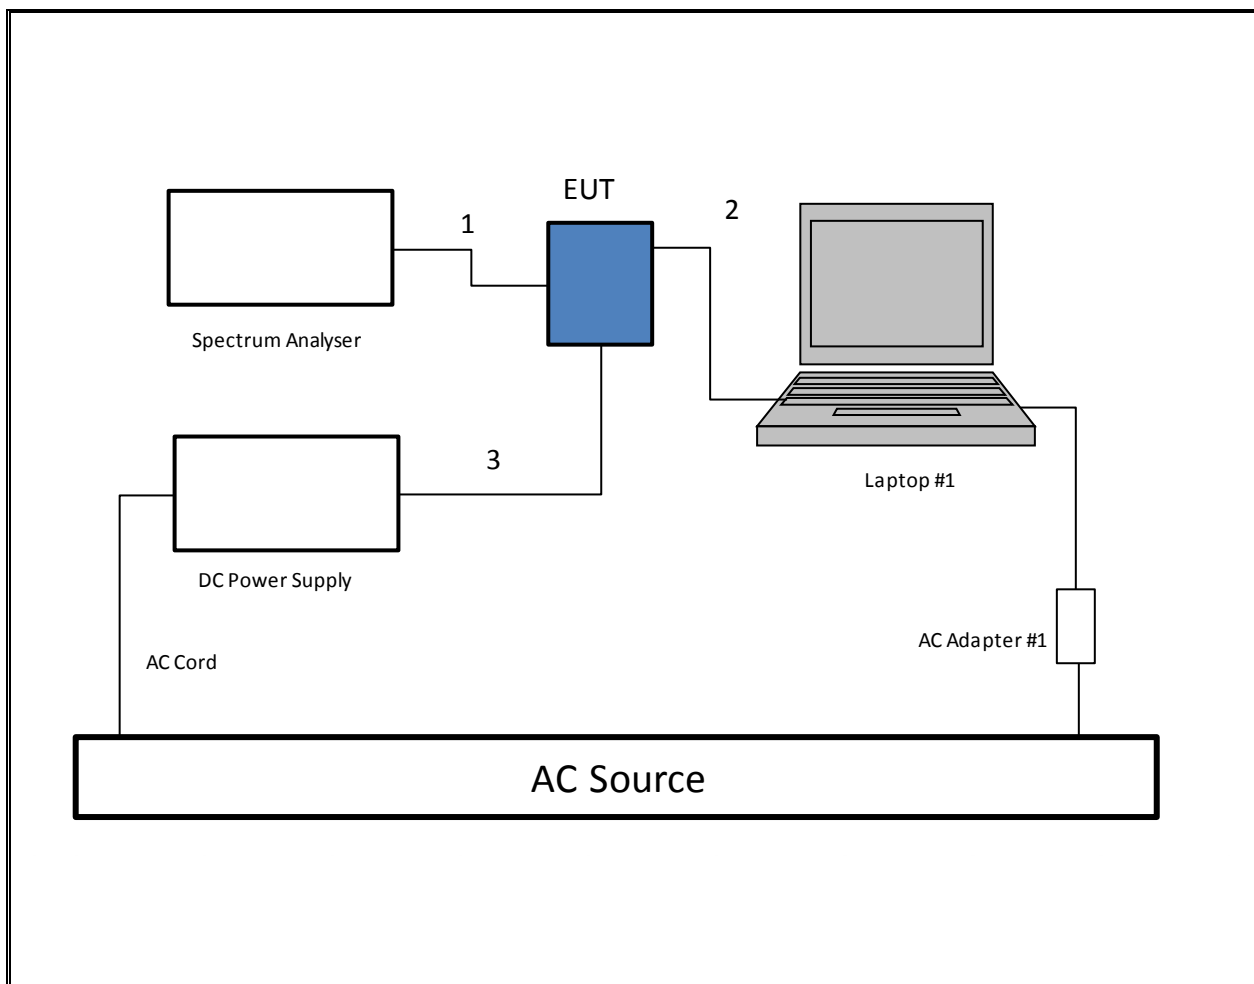 EUT
1
2
Spectrum Analyser
3
Laptop #1
DC Power Supply
AC Adapter #1
AC Cord
AC Source